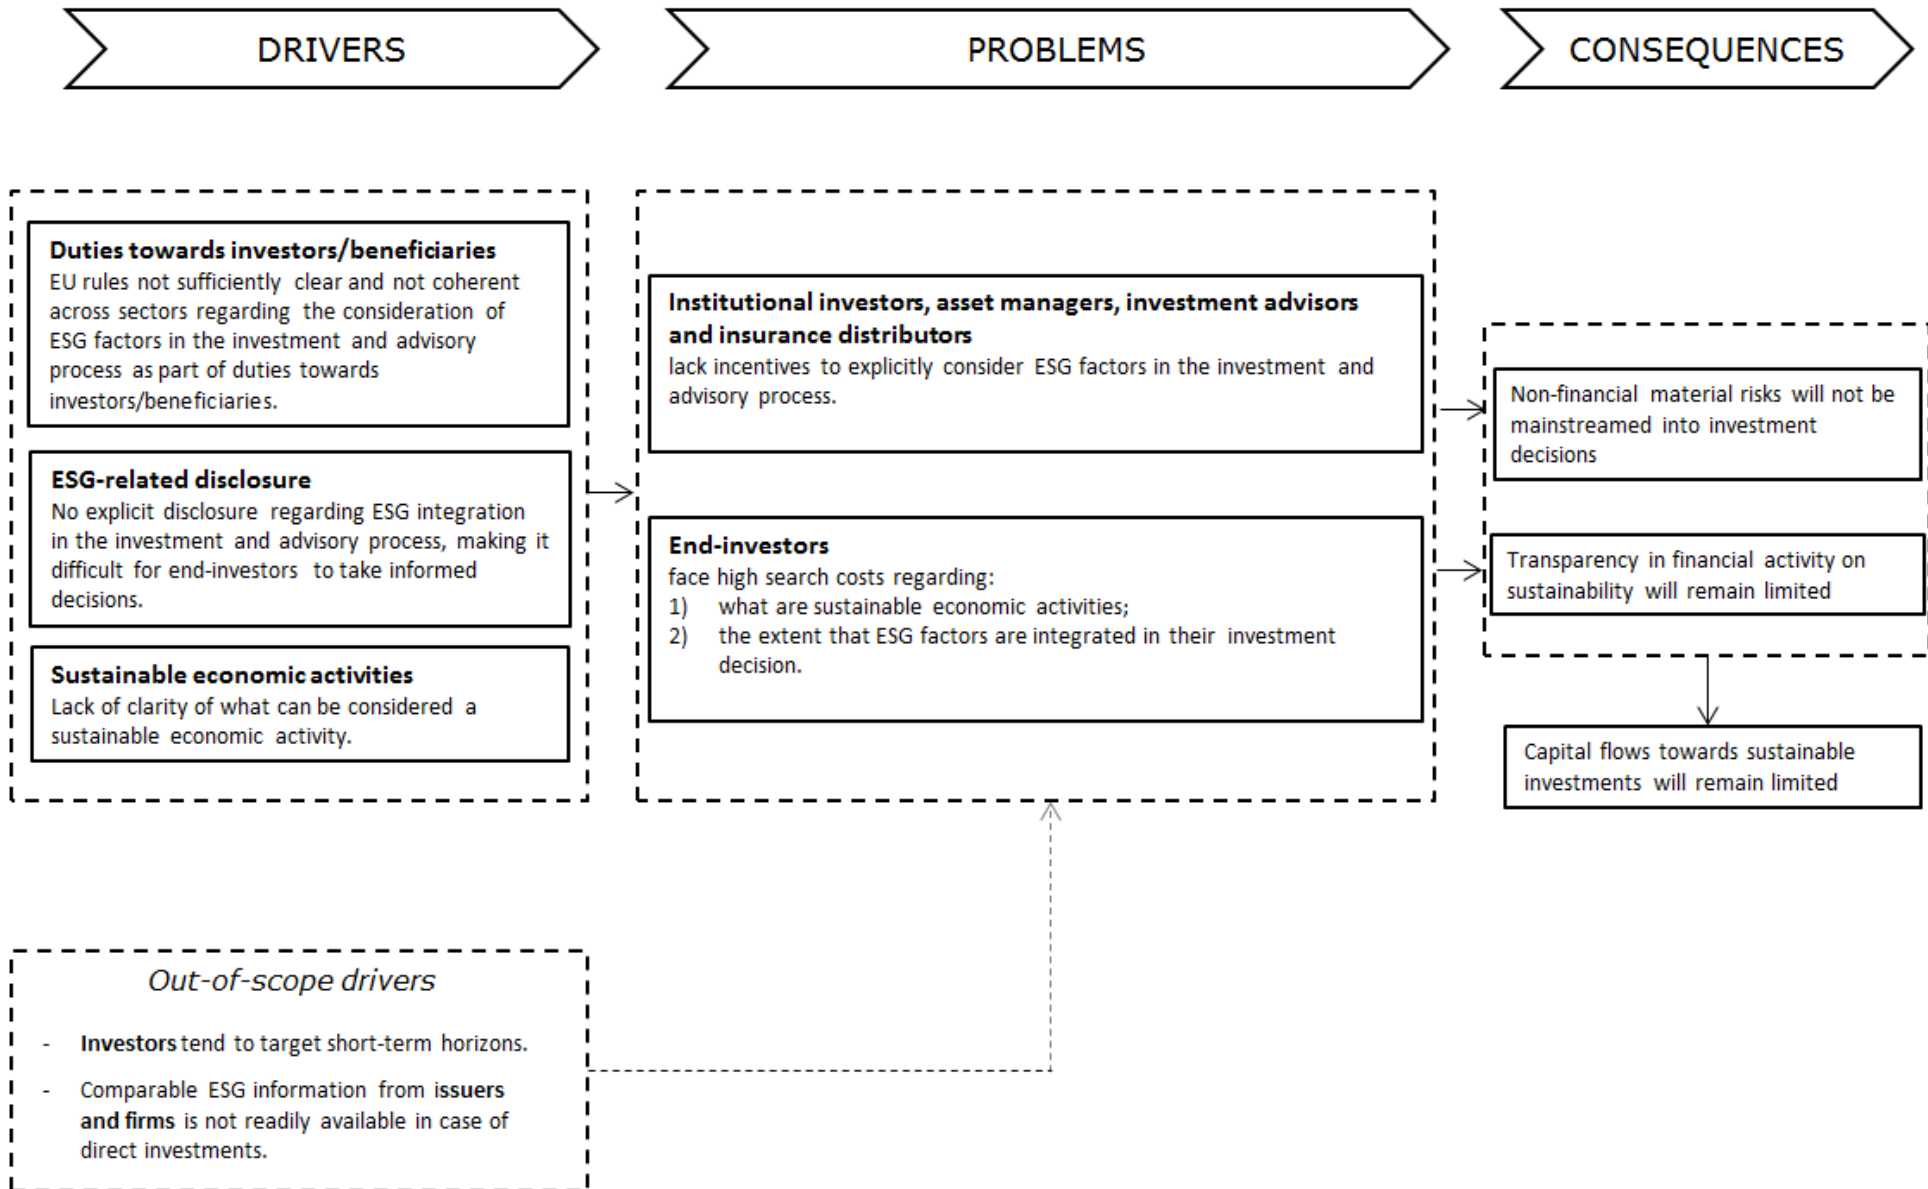 DRIVERS
PROBLEMS
CONSEQUENCES
Duties towards investors/beneficiaries
EU rules not sufficiently clear and not coherent
across sectors regarding the consideration of
ESG factors in the investment and advisory
process as part of duties towards
investors/beneficiaries.
ESG-related disclosure
No explicit disclosure regarding ESG integration
in the investment and advisory process, making it
difficult for end-investors to take informed
decisions.
Sustainable economic activities
Lack of clarity of what can be considered a
sustainable economic activity.
Institutional investors, asset managers, investment advisors
and insurance distributors
lack incentives to explicitly consider ESG factors in the investment and
advisory process.
End-investors
face high search costs regarding:
1) what are sustainable economic activities;
2) the extent that ESG factors are integrated in their investment
decision.
Non-financial material risks will not be
mainstreamed into investment
decisions
Transparency in financial activity on
sustainability will remain limited
Capital flows towards sustainable
investments will remain limited
Out-of-scope drivers
- Investors tend to target short-term horizons.
- Comparable ESG information from issuers
and firms is not readily available in case of
direct investments.